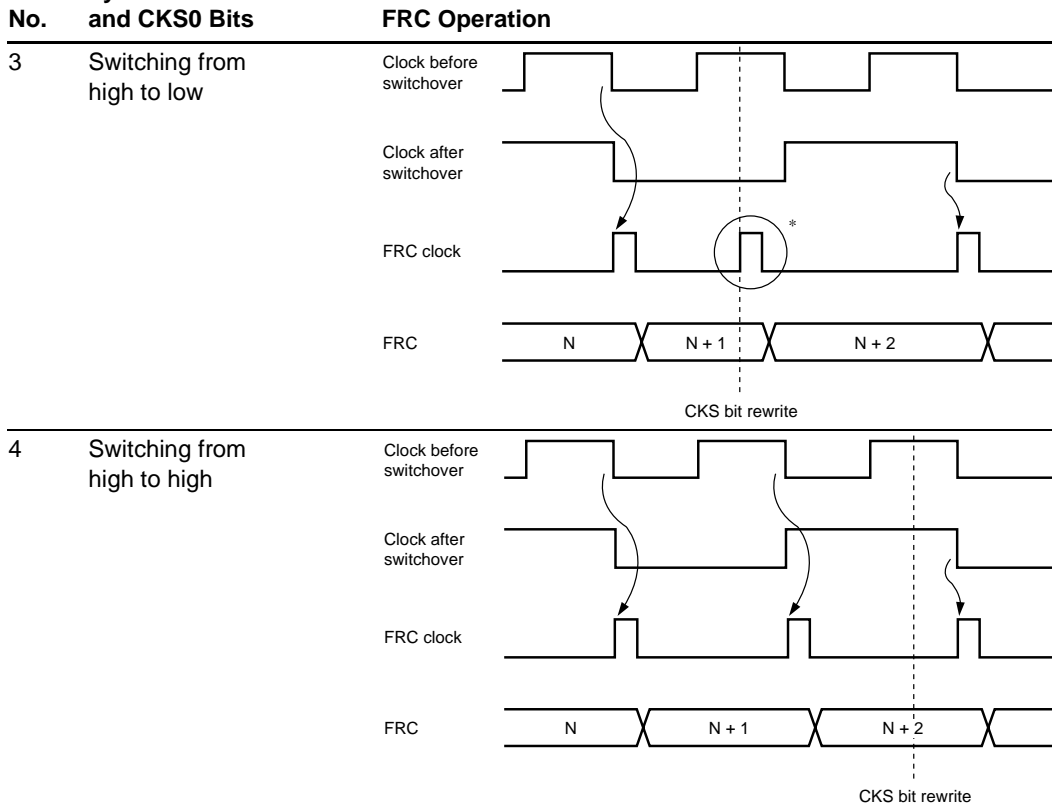 No. and CKS0 Bits FRC Operation
3 Switching from
high to low
Clock before
switchover
Clock after
switchover
FRC clock
*
FRC
N N + 1 N + 2
CKS bit rewrite
4 Switching from
high to high
Clock before
switchover
Clock after
switchover
FRC clock
FRC
N N + 1 N + 2
CKS bit rewrite